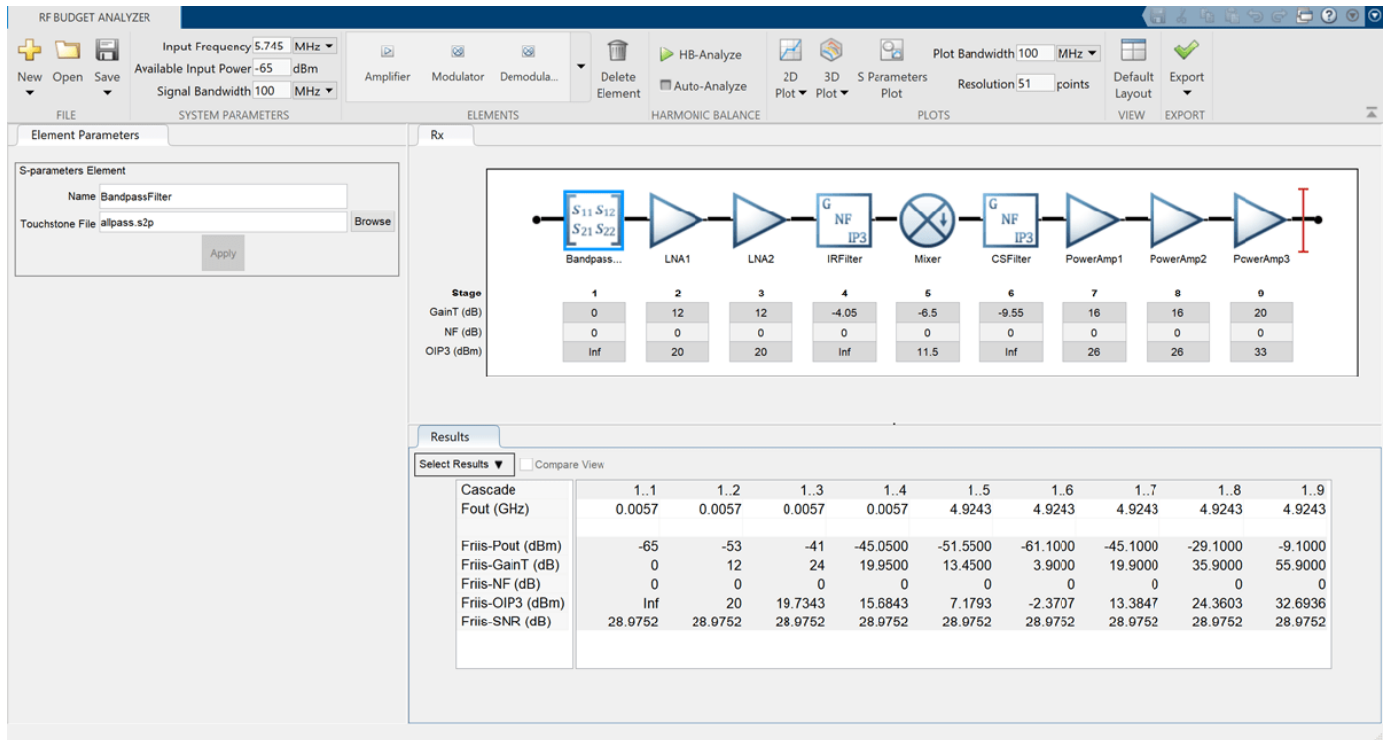 RF BUDGET ANALYZER
New Open Save
FILE
Input Frequency 5.745 MHz
Available Input Power -65 dBm
Signal Bandwidth 100 MHz
SYSTEM PARAMETERS
Amplifier Modulator Demodula...
ELEMENTS
Delete Element
HB-Analyze
Auto-Analyze
HARMONIC BALANCE
2D Plot 3D Plot S Parameters Plot
Plot Bandwidth 100 MHz
Resolution 51 points
PLOTS
Default Layout
VIEW
Export
EXPORT
Element Parameters
S-parameters Element
Name BandpassFilter
Touchstone File allpass.s2p Browse
Apply
Rx
S11 S12
S21 S22
G NF IP3
G NF IP3
Bandpass... LNA1 LNA2 IRFilter Mixer CSFilter PowerAmp1 PowerAmp2 PowerAmp3
Stage 1 2 3 4 5 6 7 8 9
GainT (dB) 0 12 12 -4.05 -6.5 -9.55 16 16 20
NF (dB) 0 0 0 0 0 0 0 0 0
OIP3 (dBm) Inf 20 20 Inf 11.5 Inf 26 26 33
Results
Select Results ▼ Compare View
Cascade 1..1 1..2 1..3 1..4 1..5 1..6 1..7 1..8 1..9
Fout (GHz) 0.0057 0.0057 0.0057 0.0057 4.9243 4.9243 4.9243 4.9243 4.9243
Friis-Pout (dBm) -65 -53 -41 -45.0500 -51.5500 -61.1000 -45.1000 -29.1000 -9.1000
Friis-GainT (dB) 0 12 24 19.9500 13.4500 3.9000 19.9000 35.9000 55.9000
Friis-NF (dB) 0 0 0 0 0 0 0 0 0
Friis-OIP3 (dBm) Inf 20 19.7343 15.6843 7.1793 -2.3707 13.3847 24.3603 32.6936
Friis-SNR (dB) 28.9752 28.9752 28.9752 28.9752 28.9752 28.9752 28.9752 28.9752 28.9752